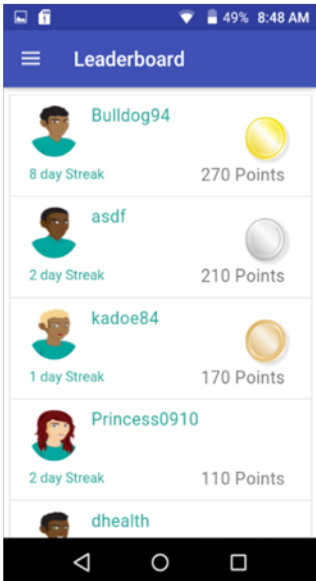 49% 8:48 AM
Leaderboard
Bulldog94
8 day Streak
270 Points
asdf
2 day Streak
210 Points
kadoe84
1 day Streak
170 Points
Princess0910
2 day Streak
110 Points
dhealth